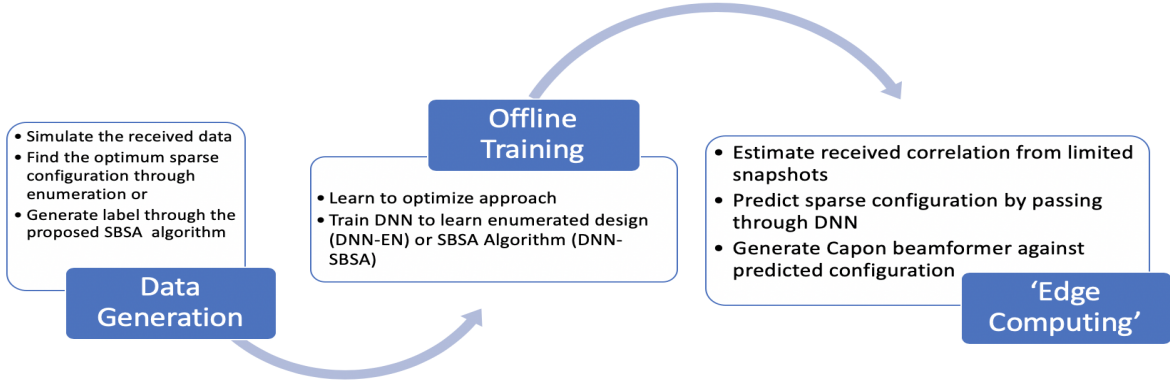 • Simulate the received data
• Find the optimum sparse
configuration through
enumeration or
• Generate label through the
proposed SBSA algorithm
Data
Generation
Offline
Training
• Learn to optimize approach
• Train DNN to learn enumerated design
(DNN-EN) or SBSA Algorithm (DNN-
SBSA)
• Estimate received correlation from limited
snapshots
• Predict sparse configuration by passing
through DNN
• Generate Capon beamformer against
predicted configuration
‘Edge
Computing’